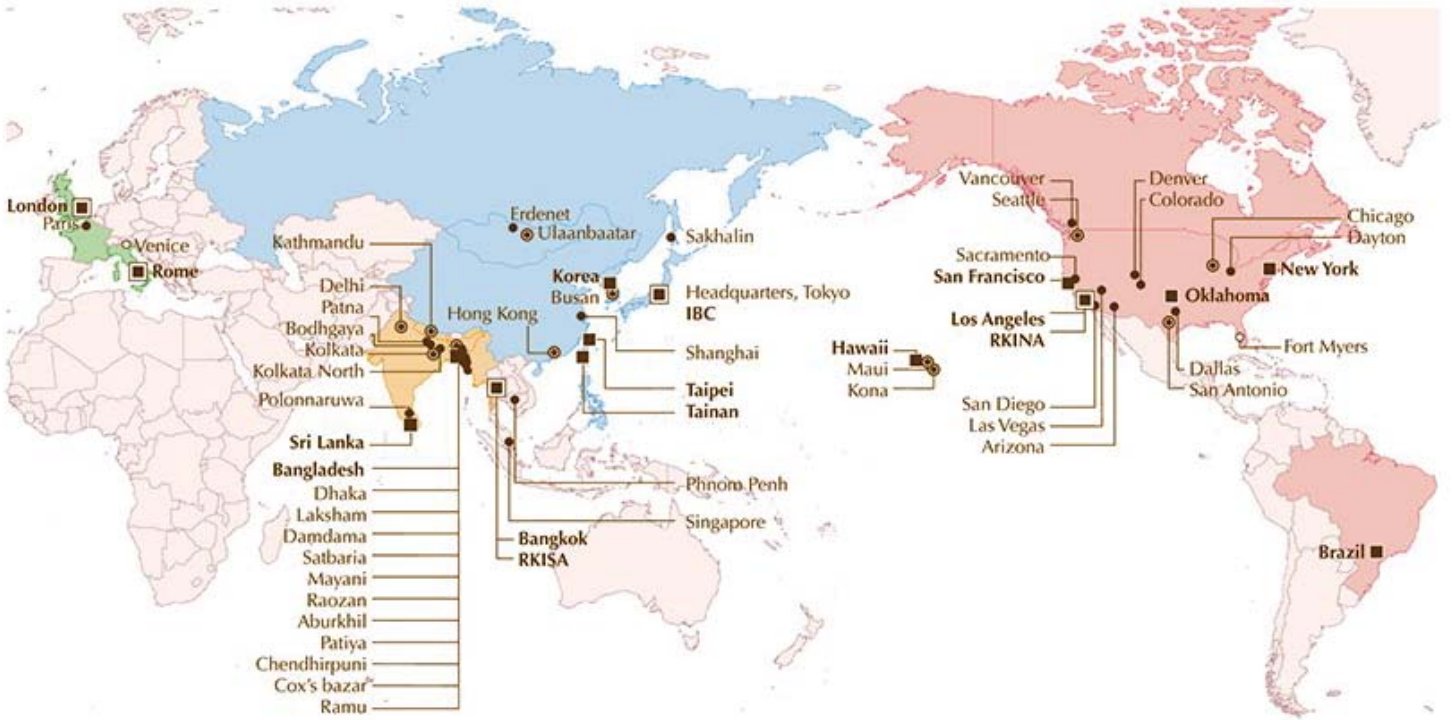 London
Paris
Venice
Rome
Kathmandu
Delhi
Patna
Bodhgaya
Kolkata
Kolkata North
Polonnaruwa
Sri Lanka
Bangladesh
Dhaka
Laksham
Damdama
Satbaria
Mayani
Raozan
Aburkhil
Patiya
Chendhirpuni
Cox's bazar
Ramu
Erdenet
Ulaanbaatar
Sakhalin
Korea
Busan
Headquarters, Tokyo
IBC
Hong Kong
Shanghai
Taipei
Tainan
Phnom Penh
Singapore
Bangkok
RKISA
Vancouver
Seattle
Sacramento
San Francisco
Los Angeles
RKINA
Hawaii
Maui
Kona
San Diego
Las Vegas
Arizona
Denver
Colorado
Chicago
Dayton
New York
Oklahoma
Fort Myers
Dallas
San Antonio
Brazil